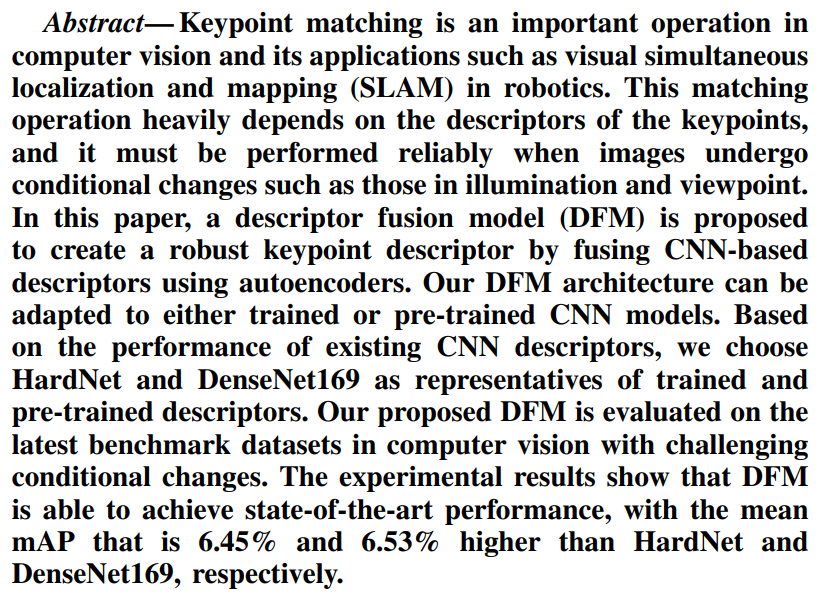 Abstract— Keypoint matching is an important operation in
computer vision and its applications such as visual simultaneous
localization and mapping (SLAM) in robotics. This matching
operation heavily depends on the descriptors of the keypoints,
and it must be performed reliably when images undergo
conditional changes such as those in illumination and viewpoint.
In this paper, a descriptor fusion model (DFM) is proposed
to create a robust keypoint descriptor by fusing CNN-based
descriptors using autoencoders. Our DFM architecture can be
adapted to either trained or pre-trained CNN models. Based
on the performance of existing CNN descriptors, we choose
HardNet and DenseNet169 as representatives of trained and
pre-trained descriptors. Our proposed DFM is evaluated on the
latest benchmark datasets in computer vision with challenging
conditional changes. The experimental results show that DFM
is able to achieve state-of-the-art performance, with the mean
mAP that is 6.45% and 6.53% higher than HardNet and
DenseNet169, respectively.